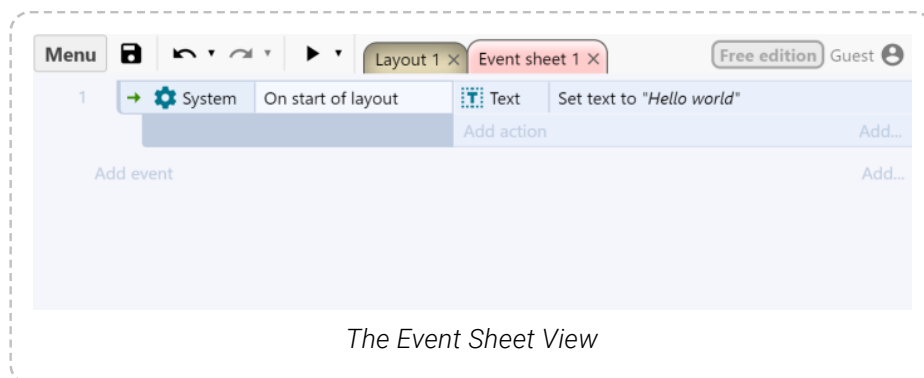 Menu Layout 1 × Event sheet 1 × Free edition Guest
1 System On start of layout Text Set text to "Hello world"
Add action Add...
Add event Add...
The Event Sheet View